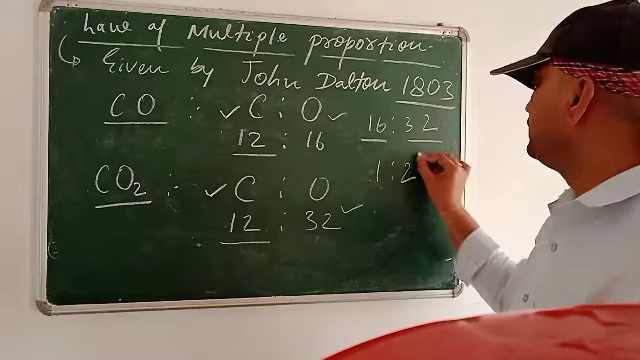 Law of Multiple proportion.
Given by John Dalton 1803
CO : ✓ C : O ✓
12 : 16
16 : 32
1 : 2
CO₂ :- ✓ C : O
12 : 32 ✓